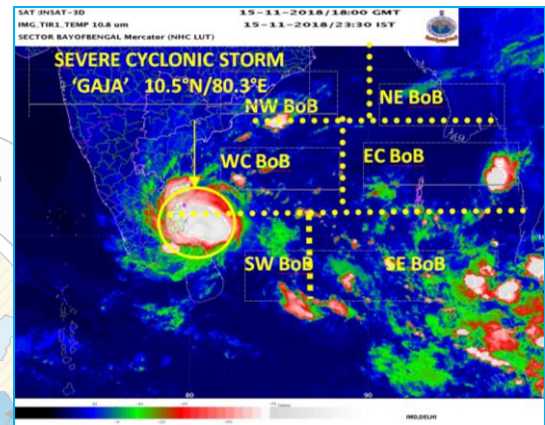 SAT :INSAT-3D 15-11-2018/18:00 GMT
IMG_TIR1_TEMP 10.8 um 15-11-2018/23:30 IST
SECTOR BAYOFBENGAL Mercator (NHC LUT)
SEVERE CYCLONIC STORM
‘GAJA’ 10.5°N/80.3°E
NW BoB
NE BoB
WC BoB
EC BoB
SW BoB
SE BoB
80 90
IMD,DELHI